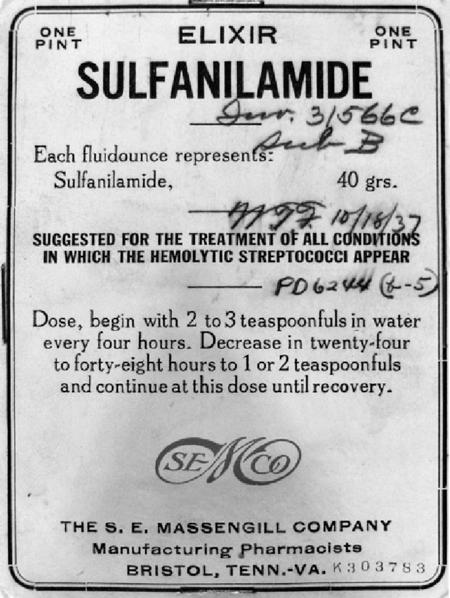 ONE PINT
ELIXIR
ONE PINT
SULFANILAMIDE
Inv. 31566C
Sub B
Each fluidounce represents:
Sulfanilamide, 40 grs.
10/18/37
SUGGESTED FOR THE TREATMENT OF ALL CONDITIONS
IN WHICH THE HEMOLYTIC STREPTOCOCCI APPEAR
PD6244 (2-5)
Dose, begin with 2 to 3 teaspoonfuls in water
every four hours. Decrease in twenty-four
to forty-eight hours to 1 or 2 teaspoonfuls
and continue at this dose until recovery.
SEMCO
THE S. E. MASSENGILL COMPANY
Manufacturing Pharmacists
BRISTOL, TENN.-VA. K303783